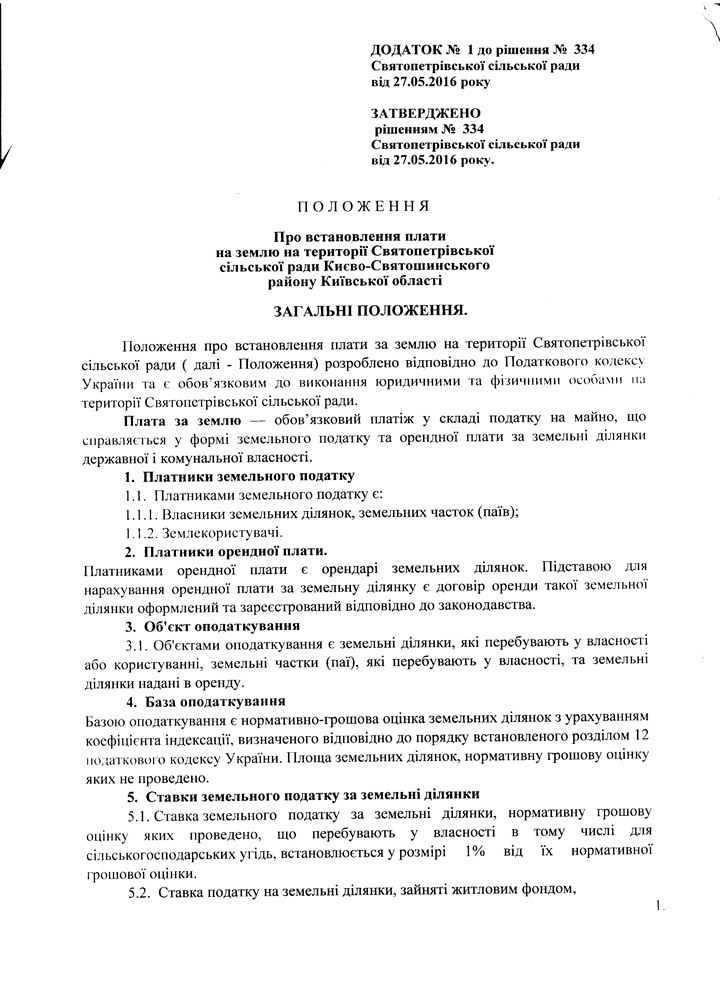 ДОДАТОК № 1 до рішення № 334
Святопетрівської сільської ради
від 27.05.2016 року
ЗАТВЕРДЖЕНО
рішенням № 334
Святопетрівської сільської ради
від 27.05.2016 року.
П О Л О Ж Е Н Н Я
Про встановлення плати
на землю на території Святопетрівської
сільської ради Києво-Святошинського
району Київської області
ЗАГАЛЬНІ ПОЛОЖЕННЯ.
Положення про встановлення плати за землю на території Святопетрівської
сільської ради ( далі - Положення) розроблено відповідно до Податкового кодексу
України та є обов’язковим до виконання юридичними та фізичними особами на
території Святопетрівської сільської ради.
Плата за землю — обов’язковий платіж у складі податку на майно, що
справляється у формі земельного податку та орендної плати за земельні ділянки
державної і комунальної власності.
1. Платники земельного податку
1.1. Платниками земельного податку є:
1.1.1. Власники земельних ділянок, земельних часток (паїв);
1.1.2. Землекористувачі.
2. Платники орендної плати.
Платниками орендної плати є орендарі земельних ділянок. Підставою для
нарахування орендної плати за земельну ділянку є договір оренди такої земельної
ділянки оформлений та зареєстрований відповідно до законодавства.
3. Об'єкт оподаткування
3.1. Об'єктами оподаткування є земельні ділянки, які перебувають у власності
або користуванні, земельні частки (паї), які перебувають у власності, та земельні
ділянки надані в оренду.
4. База оподаткування
Базою оподаткування є нормативно-грошова оцінка земельних ділянок з урахуванням
коефіцієнта індексації, визначеного відповідно до порядку встановленого розділом 12
податкового кодексу України. Площа земельних ділянок, нормативну грошову оцінку
яких не проведено.
5. Ставки земельного податку за земельні ділянки
5.1. Ставка земельного податку за земельні ділянки, нормативну грошову
оцінку яких проведено, що перебувають у власності в тому числі для
сільськогосподарських угідь, встановлюється у розмірі 1% від їх нормативної
грошової оцінки.
5.2. Ставка податку на земельні ділянки, зайняті житловим фондом,
1.